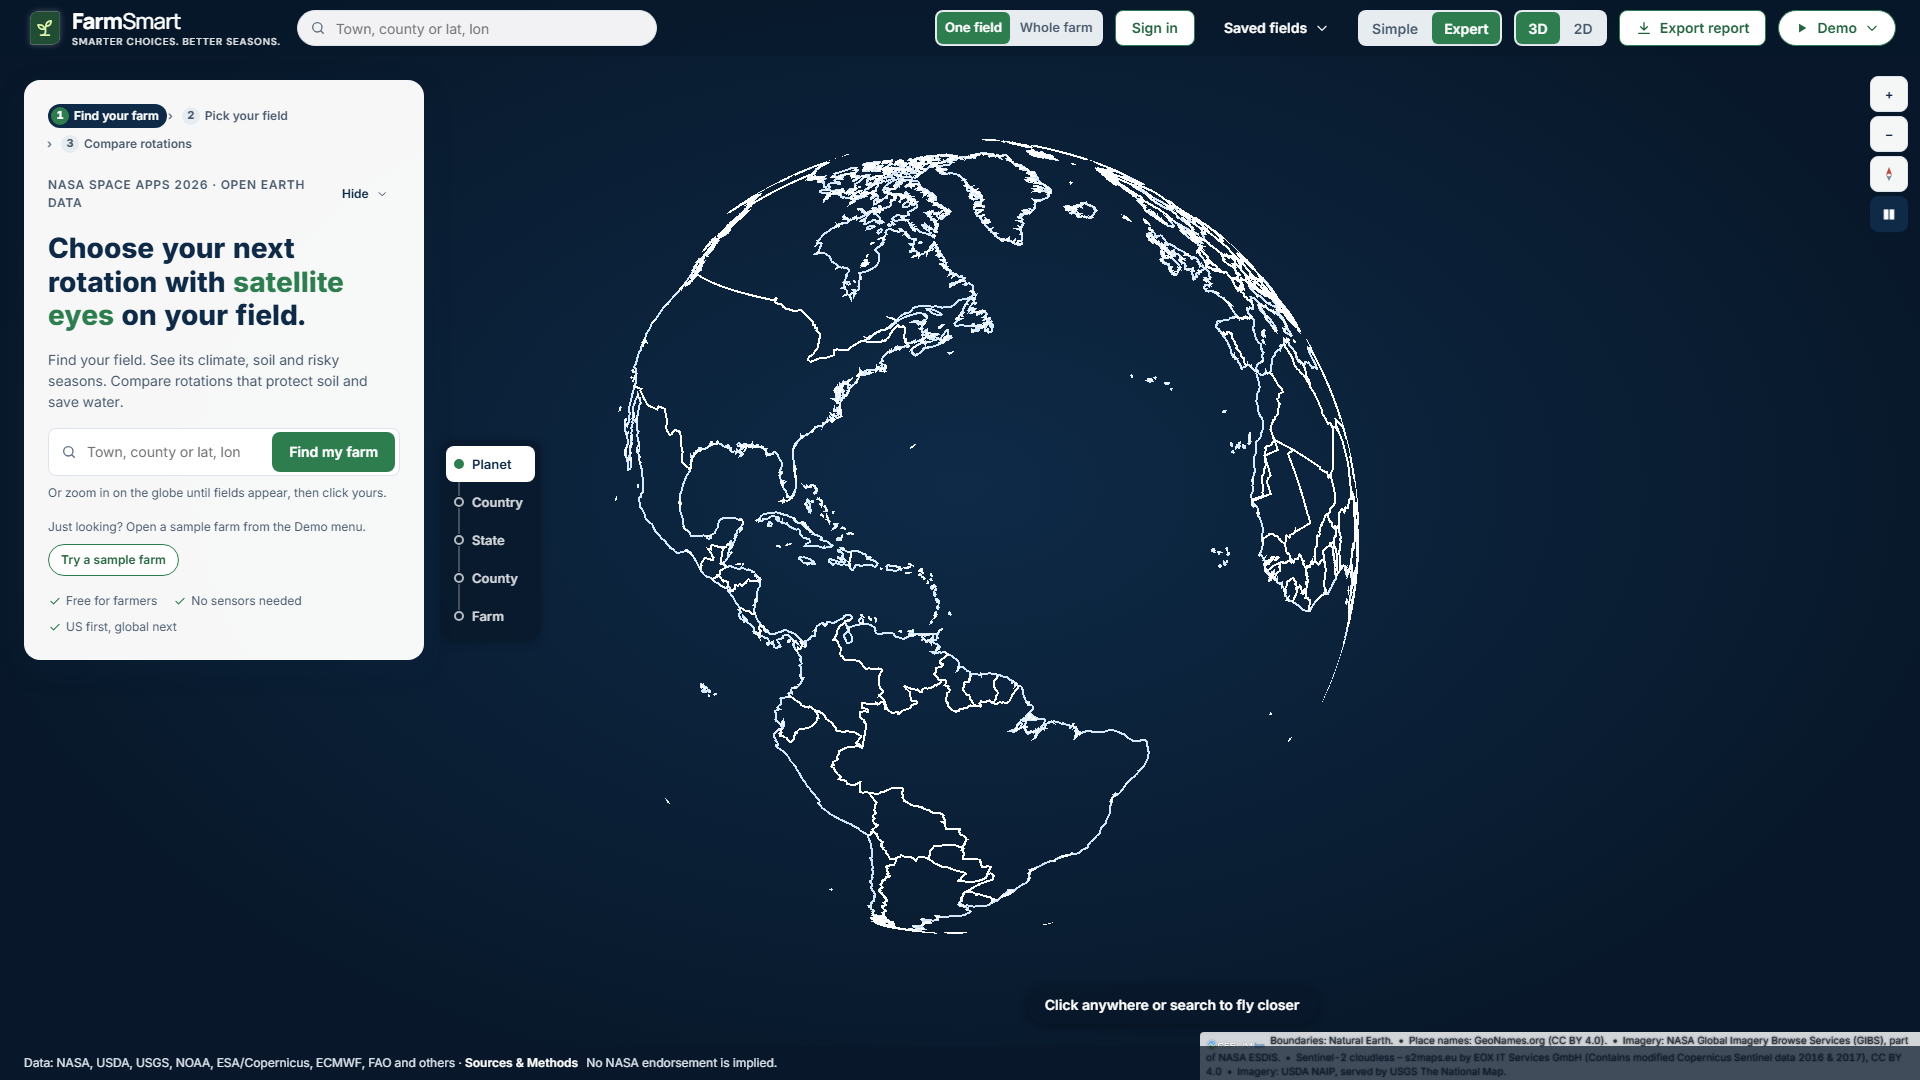 FarmSmart
SMARTER CHOICES. BETTER SEASONS.
Town, county or lat, lon
One field
Whole farm
Sign in
Saved fields
Simple
Expert
3D
2D
Export report
Demo
1 Find your farm › 2 Pick your field
› 3 Compare rotations
NASA SPACE APPS 2026 · OPEN EARTH
DATA
Hide
Choose your next
rotation with satellite
eyes on your field.
Find your field. See its climate, soil and risky
seasons. Compare rotations that protect soil and
save water.
Town, county or lat, lon
Find my farm
Or zoom in on the globe until fields appear, then click yours.
Just looking? Open a sample farm from the Demo menu.
Try a sample farm
Free for farmers
No sensors needed
US first, global next
Planet
Country
State
County
Farm
+
−
Click anywhere or search to fly closer
Data: NASA, USDA, USGS, NOAA, ESA/Copernicus, ECMWF, FAO and others · Sources & Methods No NASA endorsement is implied.
Boundaries: Natural Earth. • Place names: GeoNames.org (CC BY 4.0). • Imagery: NASA Global Imagery Browse Services (GIBS), part
of NASA ESDIS. • Sentinel-2 cloudless – s2maps.eu by EOX IT Services GmbH (Contains modified Copernicus Sentinel data 2016 & 2017), CC BY
4.0 • Imagery: USDA NAIP, served by USGS The National Map.